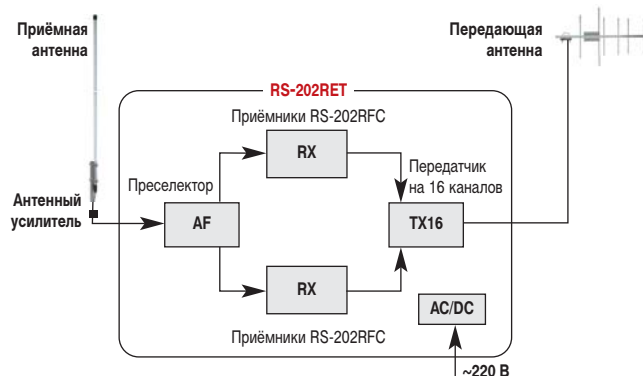 Приёмная
антенна
Передающая
антенна
RS-202RET
Приёмники RS-202RFC
RX
Преселектор
Передатчик
на 16 каналов
Антенный
усилитель
AF
TX16
RX
AC/DC
Приёмники RS-202RFC
~220 В